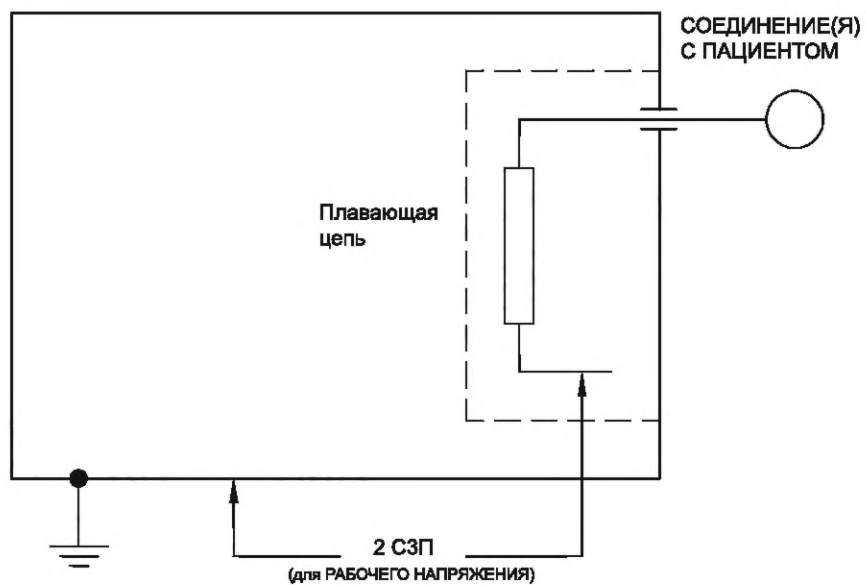 СОЕДИНЕНИЕ(Я)
С ПАЦИЕНТОМ
Плавающая
цепь
2 СЗП
(для РАБОЧЕГО НАПРЯЖЕНИЯ)